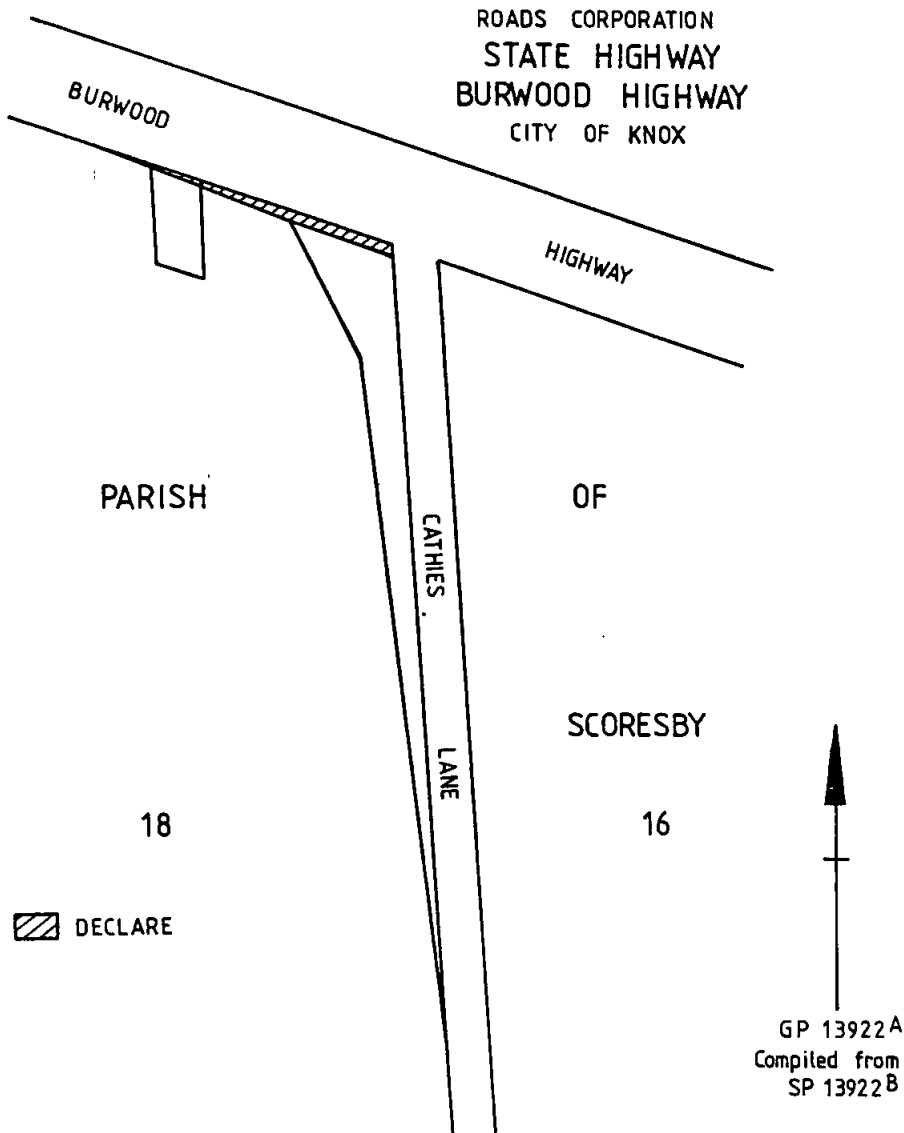 ROADS CORPORATION
STATE HIGHWAY
BURWOOD HIGHWAY
CITY OF KNOX
BURWOOD
HIGHWAY
PARISH
OF
CATHIES
SCORESBY
LANE
18
16
DECLARE
GP 13922A
Compiled from
SP 13922B